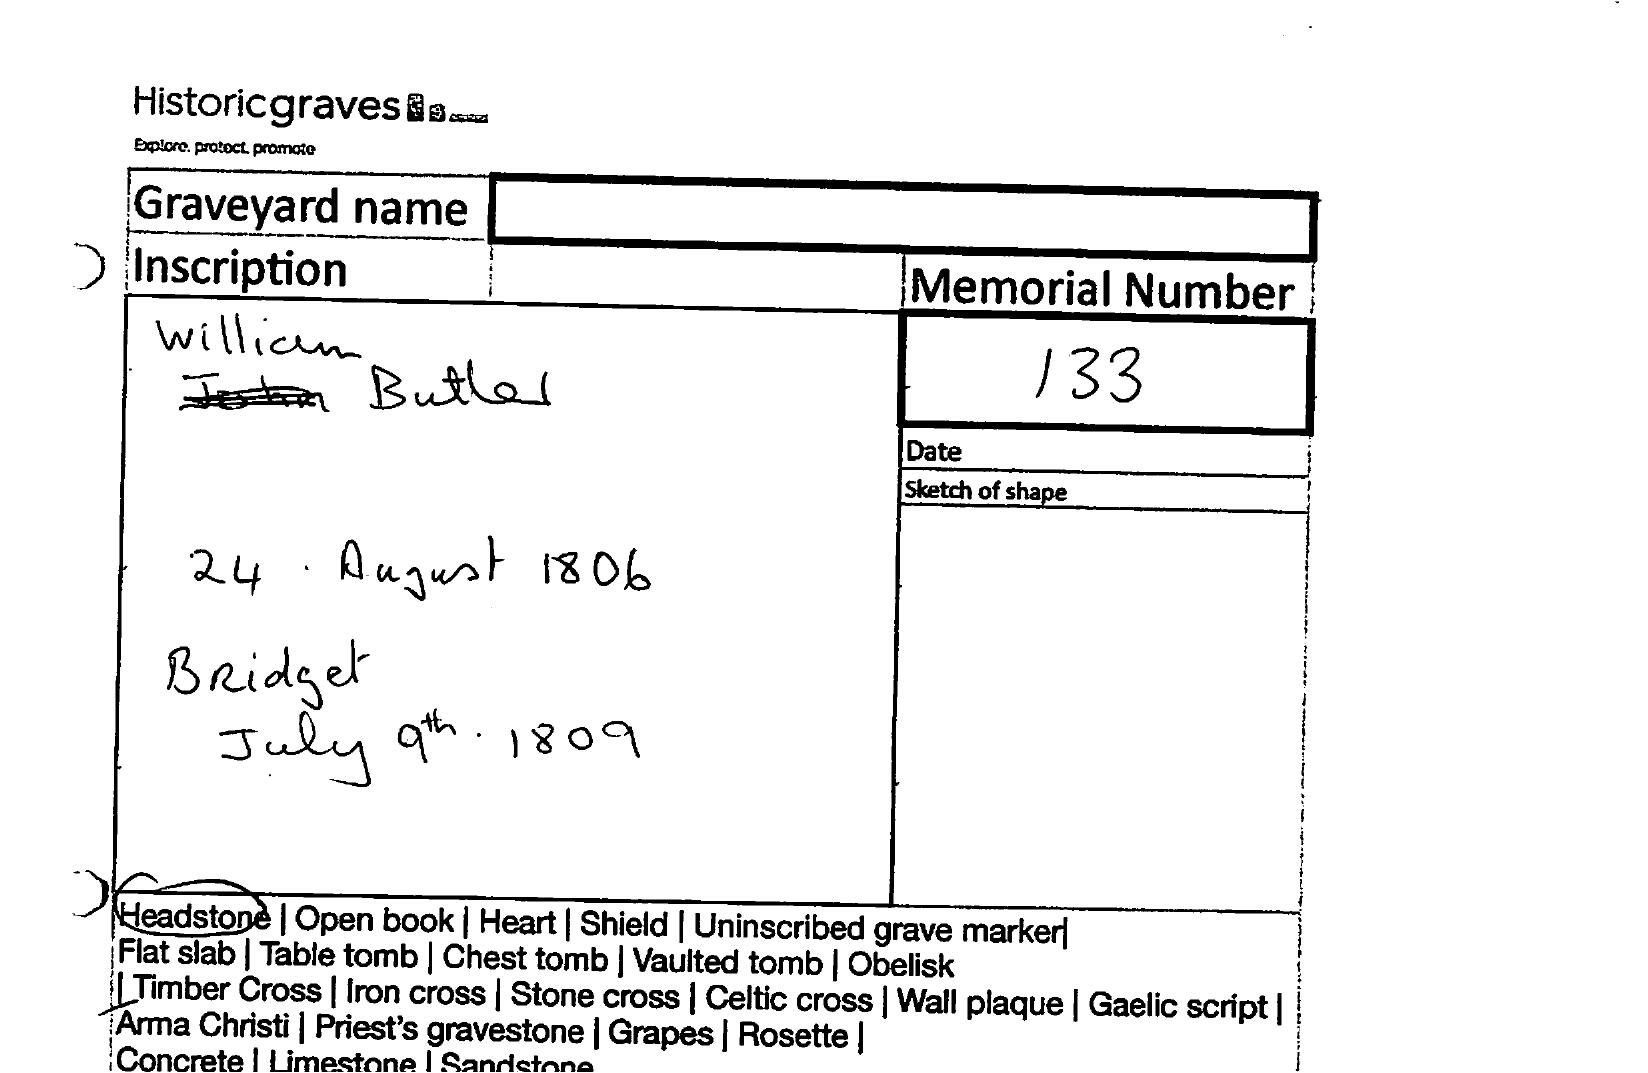 Historicgraves
Explore. protect. promote
Graveyard name
Inscription
Memorial Number
William
John Butler
133
Date
Sketch of shape
24 . August 1806
Bridget
July 9th . 1809
Headstone | Open book | Heart | Shield | Uninscribed grave marker|
Flat slab | Table tomb | Chest tomb | Vaulted tomb | Obelisk
| Timber Cross | Iron cross | Stone cross | Celtic cross | Wall plaque | Gaelic script |
Arma Christi | Priest's gravestone | Grapes | Rosette |
Concrete | Limestone | Sandstone